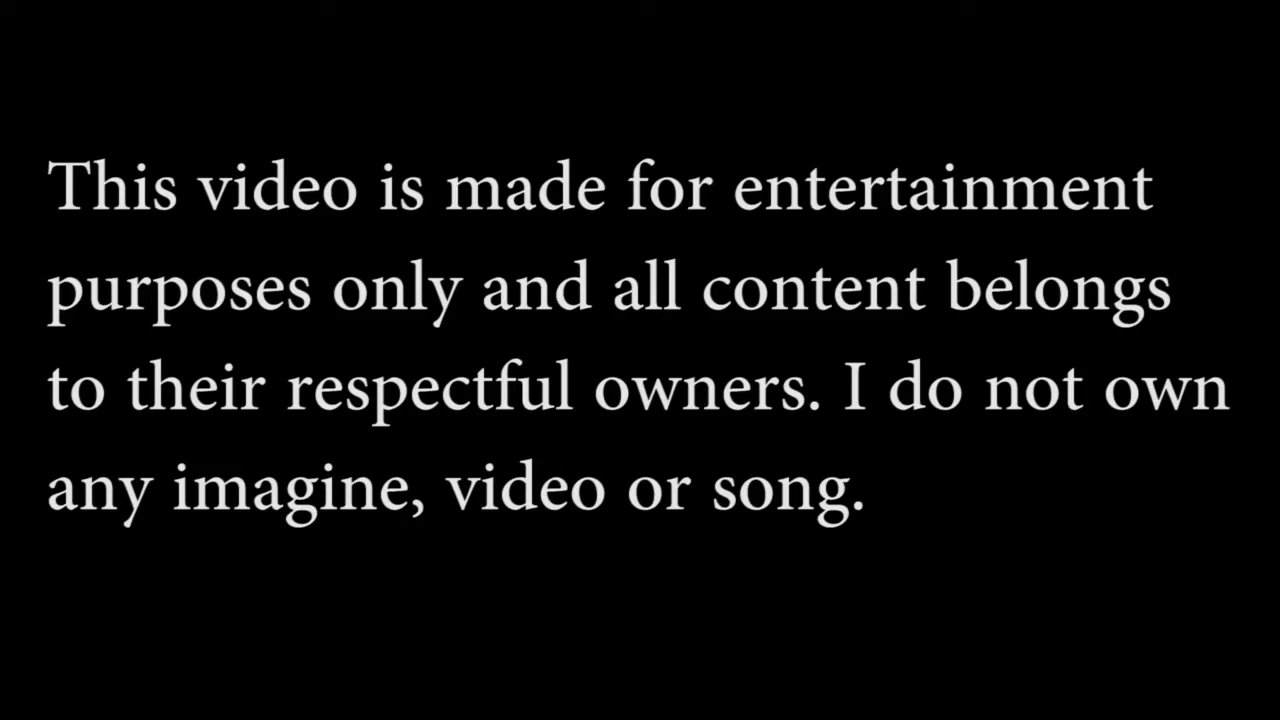 This video is made for entertainment
purposes only and all content belongs
to their respectful owners. I do not own
any imagine, video or song.